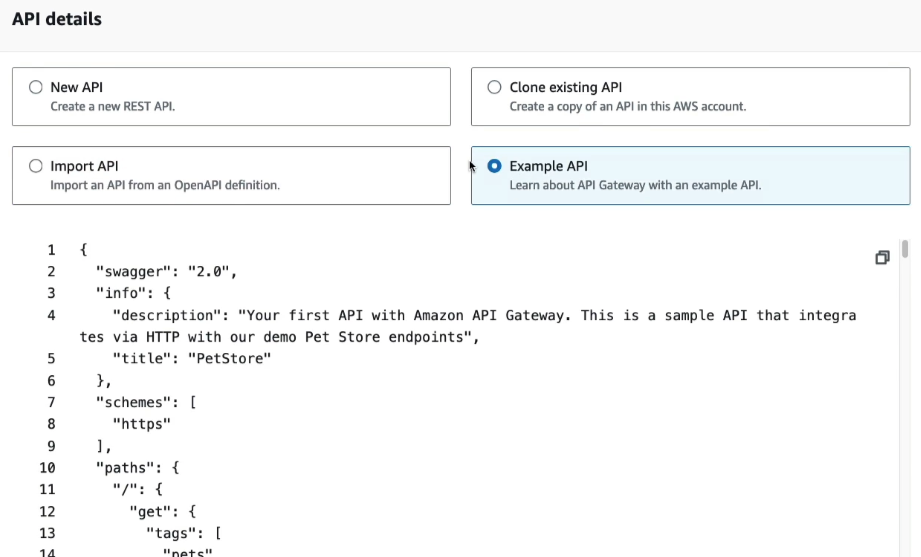 API details
New API
Create a new REST API.
Clone existing API
Create a copy of an API in this AWS account.
Import API
Import an API from an OpenAPI definition.
Example API
Learn about API Gateway with an example API.
1 {
2 "swagger": "2.0",
3 "info": {
4 "description": "Your first API with Amazon API Gateway. This is a sample API that integra
tes via HTTP with our demo Pet Store endpoints",
5 "title": "PetStore"
6 },
7 "schemes": [
8 "https"
9 ],
10 "paths": {
11 "/": {
12 "get": {
13 "tags": [
14 "pets"